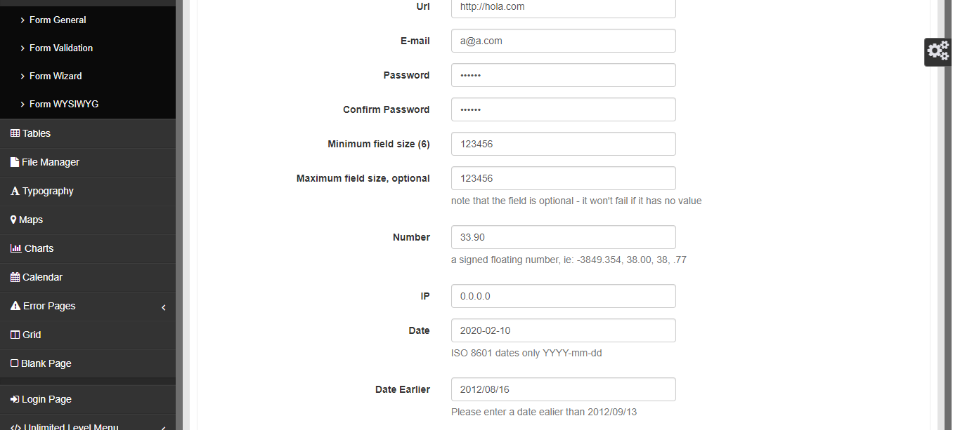 Form General
Form Validation
Form Wizard
Form WYSIWYG
Tables
File Manager
Typography
Maps
Charts
Calendar
Error Pages
Grid
Blank Page
Login Page
Unlimited Level Menu
Url http://hola.com
E-mail a@a.com
Password ••••••
Confirm Password ••••••
Minimum field size (6) 123456
Maximum field size, optional 123456
note that the field is optional - it won't fail if it has no value
Number 33.90
a signed floating number, ie: -3849.354, 38.00, 38, .77
IP 0.0.0.0
Date 2020-02-10
ISO 8601 dates only YYYY-mm-dd
Date Earlier 2012/08/16
Please enter a date ealier than 2012/09/13